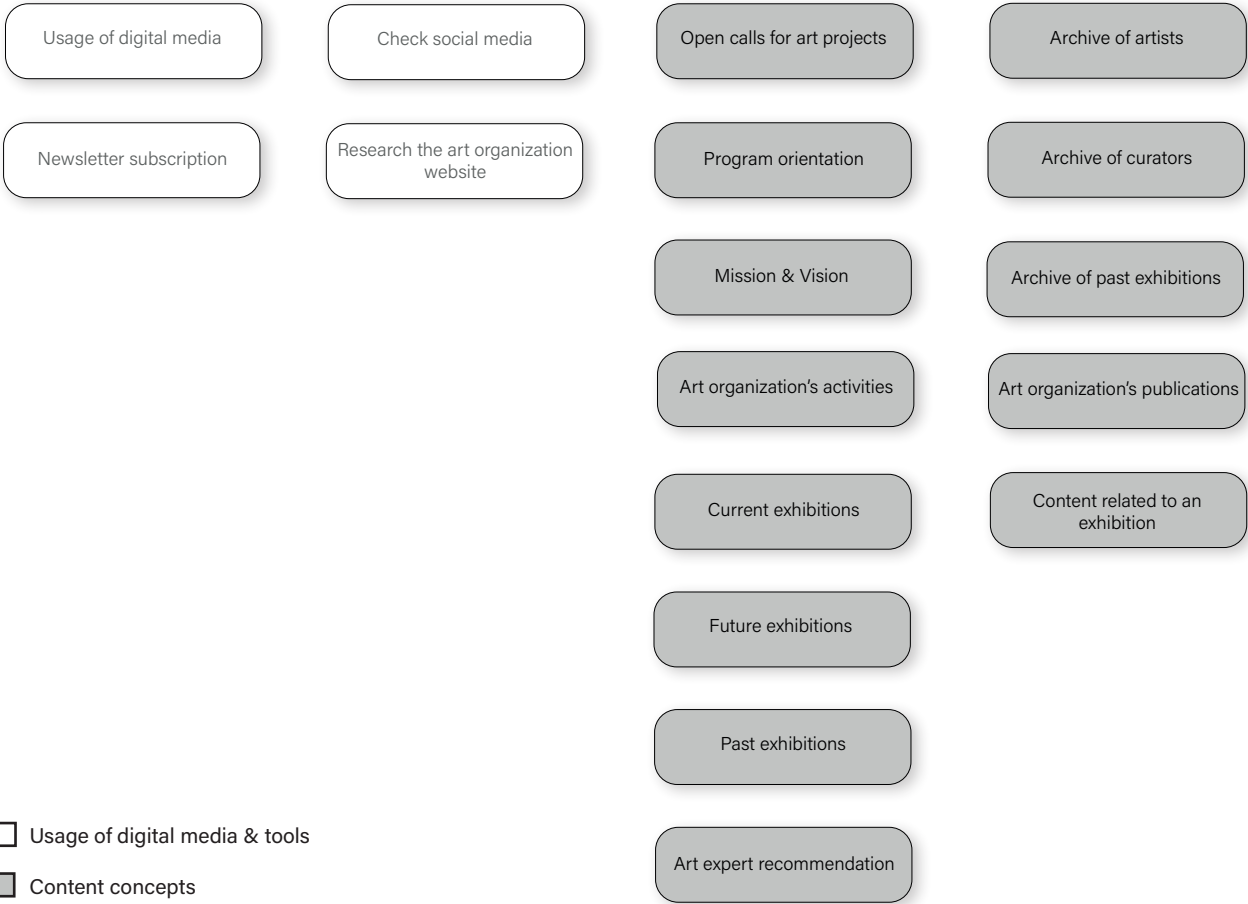 Usage of digital media
Check social media
Open calls for art projects
Archive of artists
Newsletter subscription
Research the art organization
website
Program orientation
Archive of curators
Mission & Vision
Archive of past exhibitions
Art organization's activities
Art organization's publications
Current exhibitions
Content related to an
exhibition
Future exhibitions
Past exhibitions
Art expert recommendation
Usage of digital media & tools
Content concepts